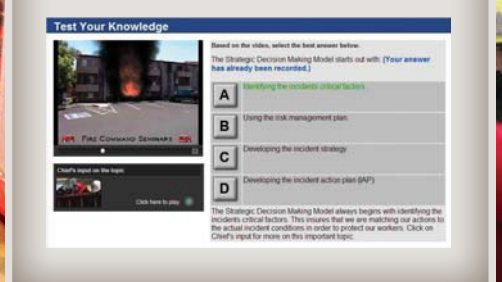 Test Your Knowledge
Based on the video, select the best answer below.
The Strategic Decision Making Model starts out with: (Your answer
has already been recorded.)
A
Identifying the incidents critical factors
B
Using the risk management plan.
C
Developing the incident strategy
D
Developing the incident action plan (IAP)
The Strategic Decision Making Model always begins with identifying the
incidents critical factors. This insures that we are matching our actions to
the actual incident conditions in order to protect our workers. Click on
Chief's input for more on this important topic.
FIRE COMMAND SEMINARS
Chief's input on the topic
Click here to play